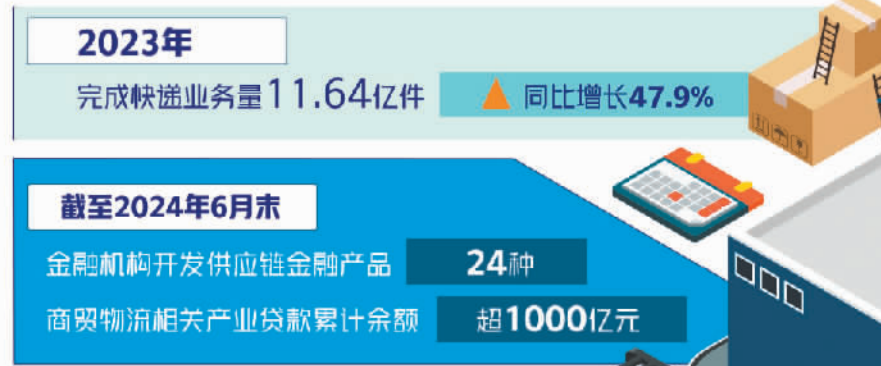 2023年
完成快递业务量11.64亿件 同比增长47.9%
截至2024年6月末
金融机构开发供应链金融产品 24种
商贸物流相关产业贷款累计余额 超1000亿元